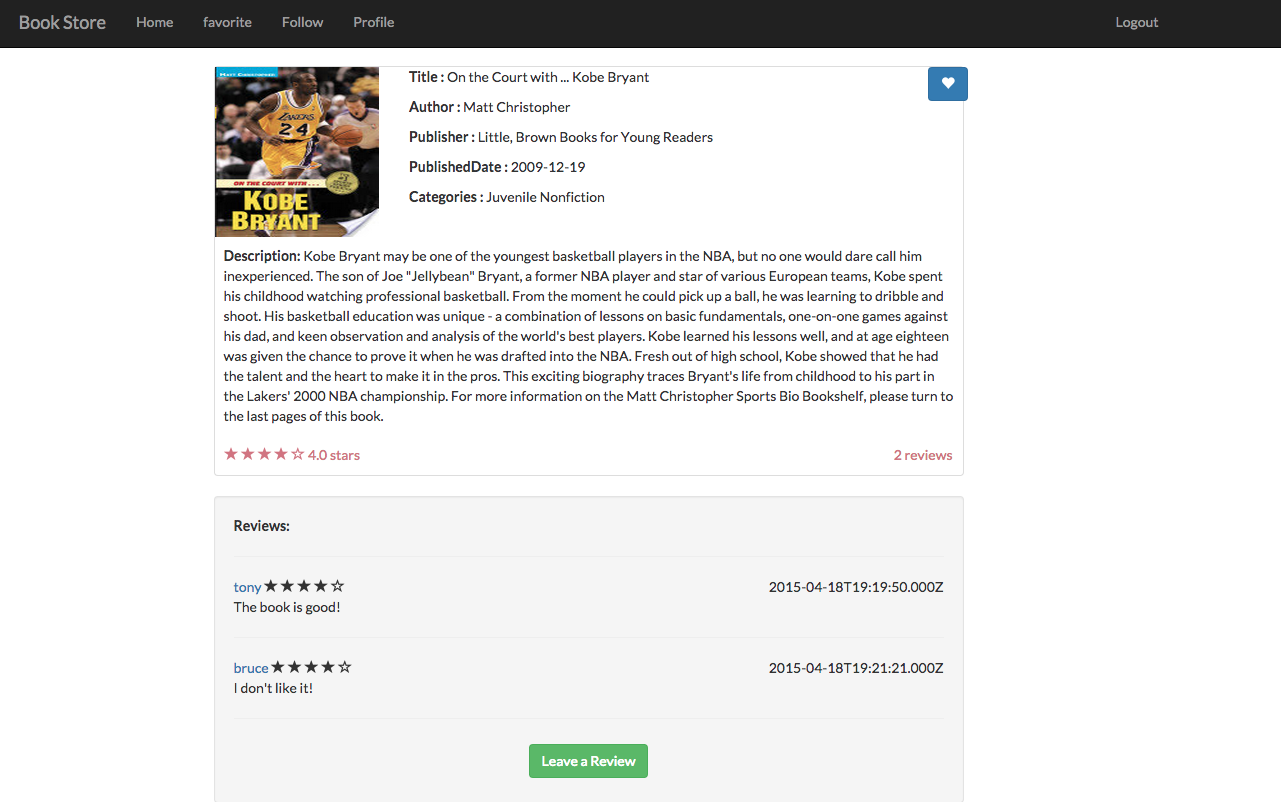 Book Store Home favorite Follow Profile Logout
MATT CHRISTOPHER
LAKERS
24
ON THE COURT WITH...
KOBE
BRYANT
Title : On the Court with ... Kobe Bryant
Author : Matt Christopher
Publisher : Little, Brown Books for Young Readers
PublishedDate : 2009-12-19
Categories : Juvenile Nonfiction
Description: Kobe Bryant may be one of the youngest basketball players in the NBA, but no one would dare call him
inexperienced. The son of Joe "Jellybean" Bryant, a former NBA player and star of various European teams, Kobe spent
his childhood watching professional basketball. From the moment he could pick up a ball, he was learning to dribble and
shoot. His basketball education was unique - a combination of lessons on basic fundamentals, one-on-one games against
his dad, and keen observation and analysis of the world's best players. Kobe learned his lessons well, and at age eighteen
was given the chance to prove it when he was drafted into the NBA. Fresh out of high school, Kobe showed that he had
the talent and the heart to make it in the pros. This exciting biography traces Bryant's life from childhood to his part in
the Lakers' 2000 NBA championship. For more information on the Matt Christopher Sports Bio Bookshelf, please turn to
the last pages of this book.
★★★★☆ 4.0 stars 2 reviews
Reviews:
tony ★★★★☆ 2015-04-18T19:19:50.000Z
The book is good!
bruce ★★★★☆ 2015-04-18T19:21:21.000Z
I don't like it!
Leave a Review